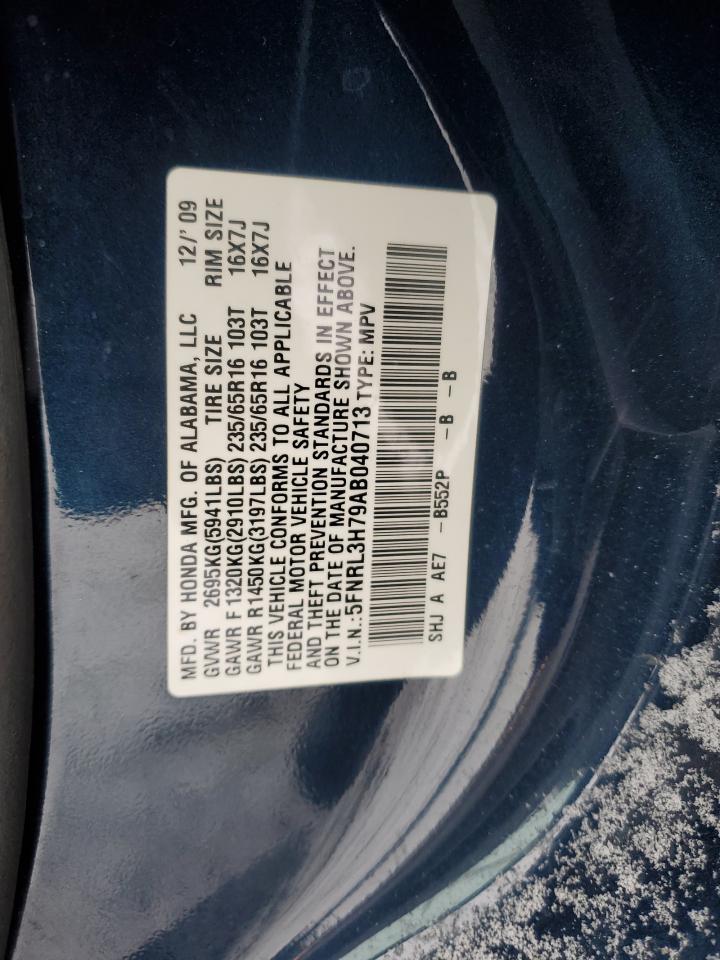 MFD. BY HONDA MFG. OF ALABAMA, LLC 12/' 09
GVWR 2695KG(5941LBS) TIRE SIZE RIM SIZE
GAWR F 1320KG(2910LBS) 235/65R16 103T 16X7J
GAWR R1450KG(3197LBS) 235/65R16 103T 16X7J
THIS VEHICLE CONFORMS TO ALL APPLICABLE
FEDERAL MOTOR VEHICLE SAFETY
AND THEFT PREVENTION STANDARDS IN EFFECT
ON THE DATE OF MANUFACTURE SHOWN ABOVE.
V.I.N.:5FNRL3H79AB040713 TYPE: MPV
SHJ A AE7 -B552P -B -B